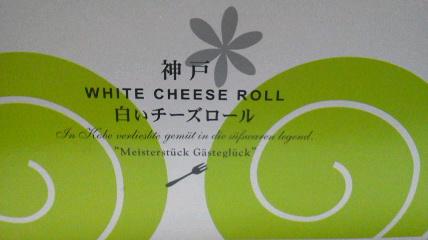 神戸
WHITE CHEESE ROLL
白いチーズロール
In Kobe verliebte gemüt in die süßwaren legend.
"Meisterstück Gästeglück"